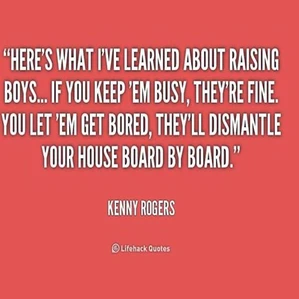 “HERE’S WHAT I’VE LEARNED ABOUT RAISING
BOYS... IF YOU KEEP ’EM BUSY, THEY’RE FINE.
YOU LET ’EM GET BORED, THEY’LL DISMANTLE
YOUR HOUSE BOARD BY BOARD.”
KENNY ROGERS
Lifehack Quotes